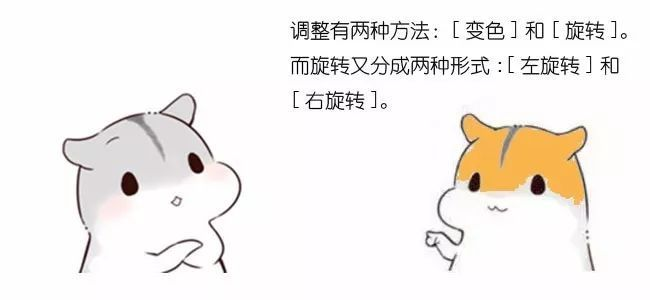 调整有两种方法：[ 变色 ] 和 [ 旋转 ]。
而旋转又分成两种形式：[ 左旋转 ] 和
[ 右旋转 ]。